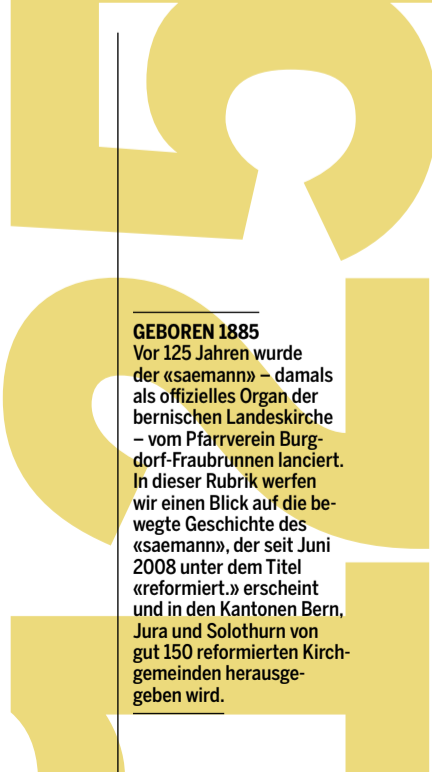 GEBOREN 1885
Vor 125 Jahren wurde
der «saemann» – damals
als offizielles Organ der
bernischen Landeskirche
– vom Pfarrverein Burg-
dorf-Fraubrunnen lanciert.
In dieser Rubrik werfen
wir einen Blick auf die be-
wegte Geschichte des
«saemann», der seit Juni
2008 unter dem Titel
«reformiert.» erscheint
und in den Kantonen Bern,
Jura und Solothurn von
gut 150 reformierten Kirch-
gemeinden herausge-
geben wird.